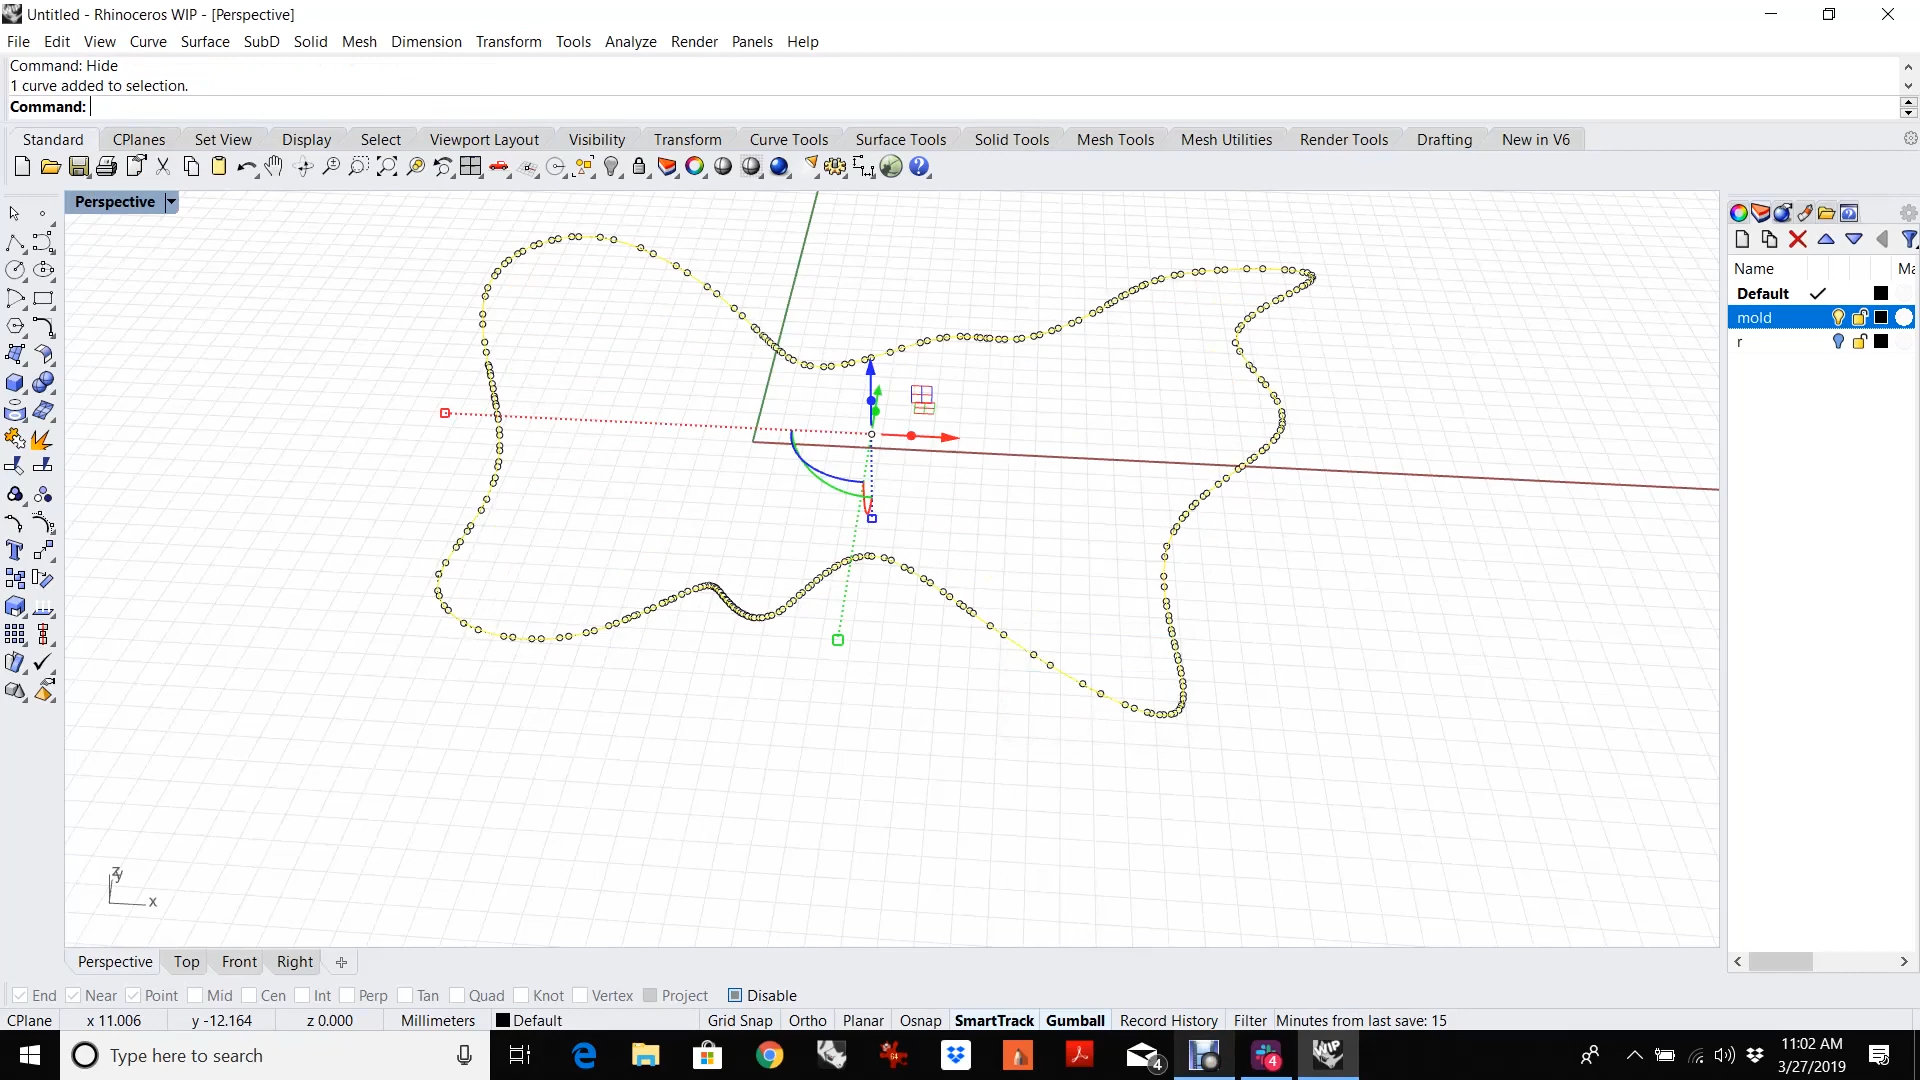 Untitled - Rhinoceros WIP - [Perspective]
File Edit View Curve Surface SubD Solid Mesh Dimension Transform Tools Analyze Render Panels Help
Command: Hide
1 curve added to selection.
Command:
Standard CPlanes Set View Display Select Viewport Layout Visibility Transform Curve Tools Surface Tools Solid Tools Mesh Tools Mesh Utilities Render Tools Drafting New in V6
Perspective
Name Ma
Default
mold
r
z
y
x
Perspective Top Front Right
End Near Point Mid Cen Int Perp Tan Quad Knot Vertex Project Disable
CPlane x 11.006 y -12.164 z 0.000 Millimeters Default Grid Snap Ortho Planar Osnap SmartTrack Gumball Record History Filter Minutes from last save: 15
Type here to search
4
4
WIP
11:02 AM
3/27/2019